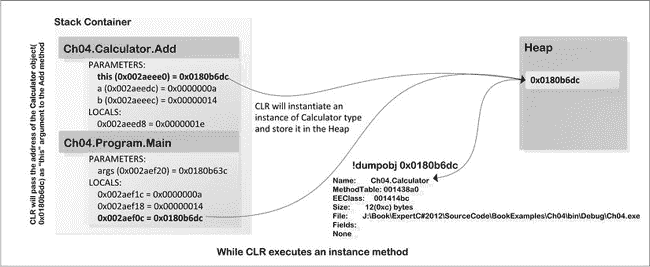 Stack Container
CLR will pass the address of the Calculator object(
0x0180b6dc) as "this" argument to the Add method
Ch04.Calculator.Add
PARAMETERS:
this (0x002aeee0) = 0x0180b6dc
a (0x002aeedc) = 0x0000000a
b (0x002aeeec) = 0x00000014
LOCALS:
0x002aeed8 = 0x0000001e
Ch04.Program.Main
PARAMETERS:
args (0x002aef20) = 0x0180b63c
LOCALS:
0x002aef1c = 0x0000000a
0x002aef18 = 0x00000014
0x002aef0c = 0x0180b6dc
CLR will instantiate an
instance of Calculator type
and store it in the Heap
Heap
0x0180b6dc
!dumpobj 0x0180b6dc
Name: Ch04.Calculator
MethodTable: 001438a0
EEClass: 001414bc
Size: 12(0xc) bytes
File: J:\Book\ExpertC#2012\SourceCode\BookExamples\Ch04\bin\Debug\Ch04.exe
Fields:
None
While CLR executes an instance method